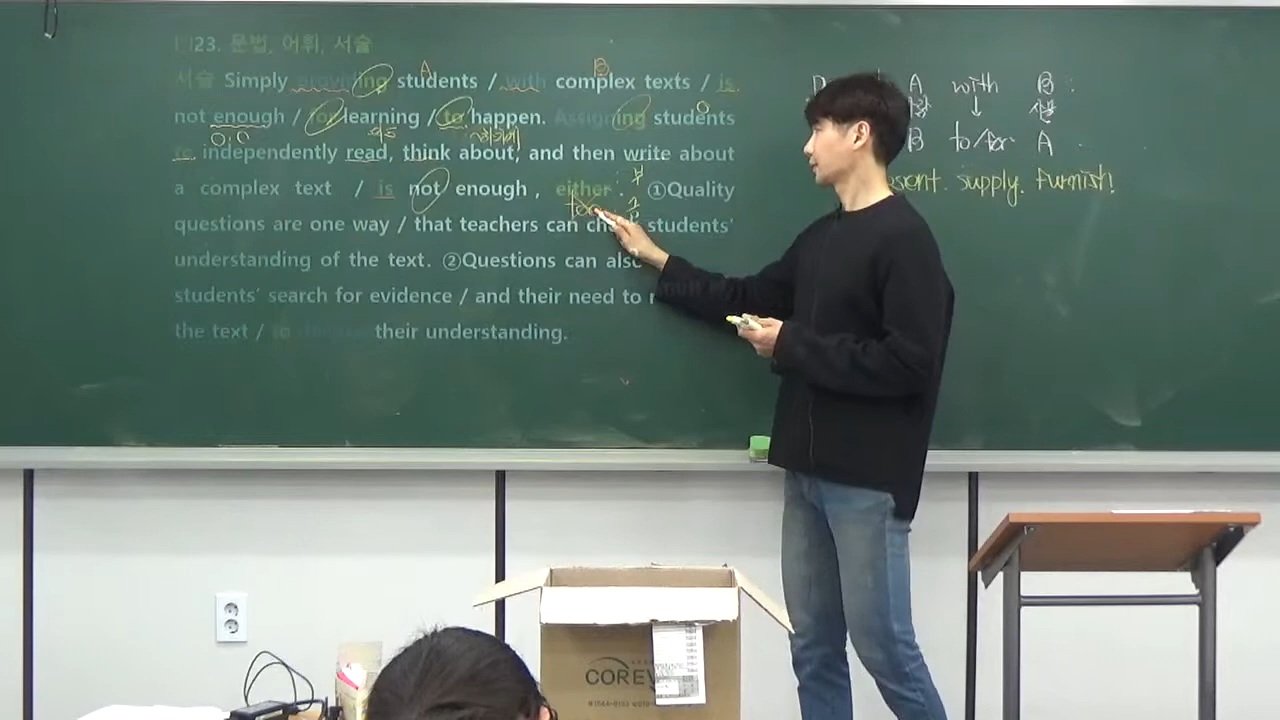 23. 문법, 어휘, 서술
서술 Simply providing students / with complex texts / is
not enough / for learning / to happen. Assigning students
to independently read, think about, and then write about
a complex text / is not enough, either. ①Quality
questions are one way / that teachers can students'
understanding of the text. ②Questions can also
students' search for evidence / and their need to
the text / to their understanding.
A
B
O
A with B :
B to/for A
supply. furnish!
too
COREW